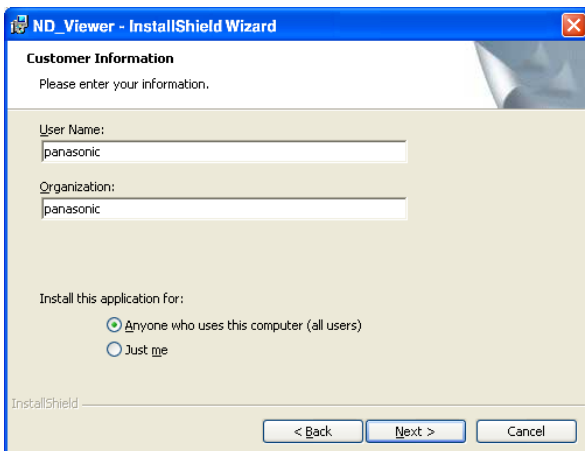 ND_Viewer - InstallShield Wizard
Customer Information
Please enter your information.
User Name:
panasonic
Organization:
panasonic
Install this application for:
Anyone who uses this computer (all users)
Just me
InstallShield
< Back Next > Cancel